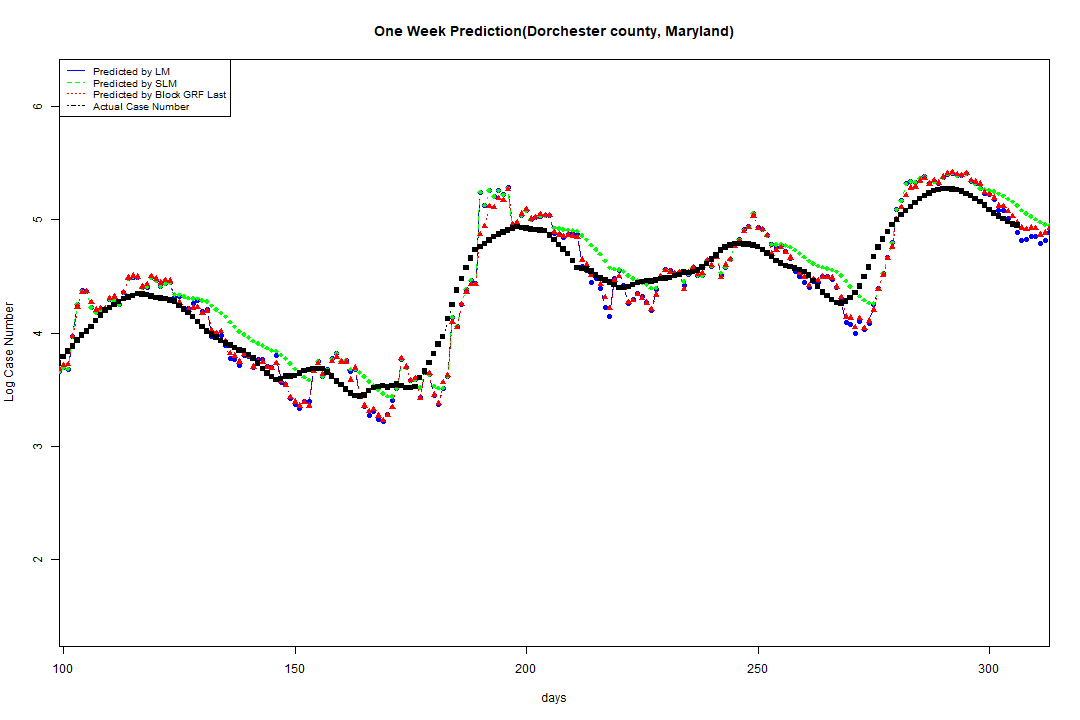 One Week Prediction(Dorchester county, Maryland)
Predicted by LM
Predicted by SLM
Predicted by Block GRF Last
Actual Case Number
6
5
4
3
2
Log Case Number
100 150 200 250 300
days